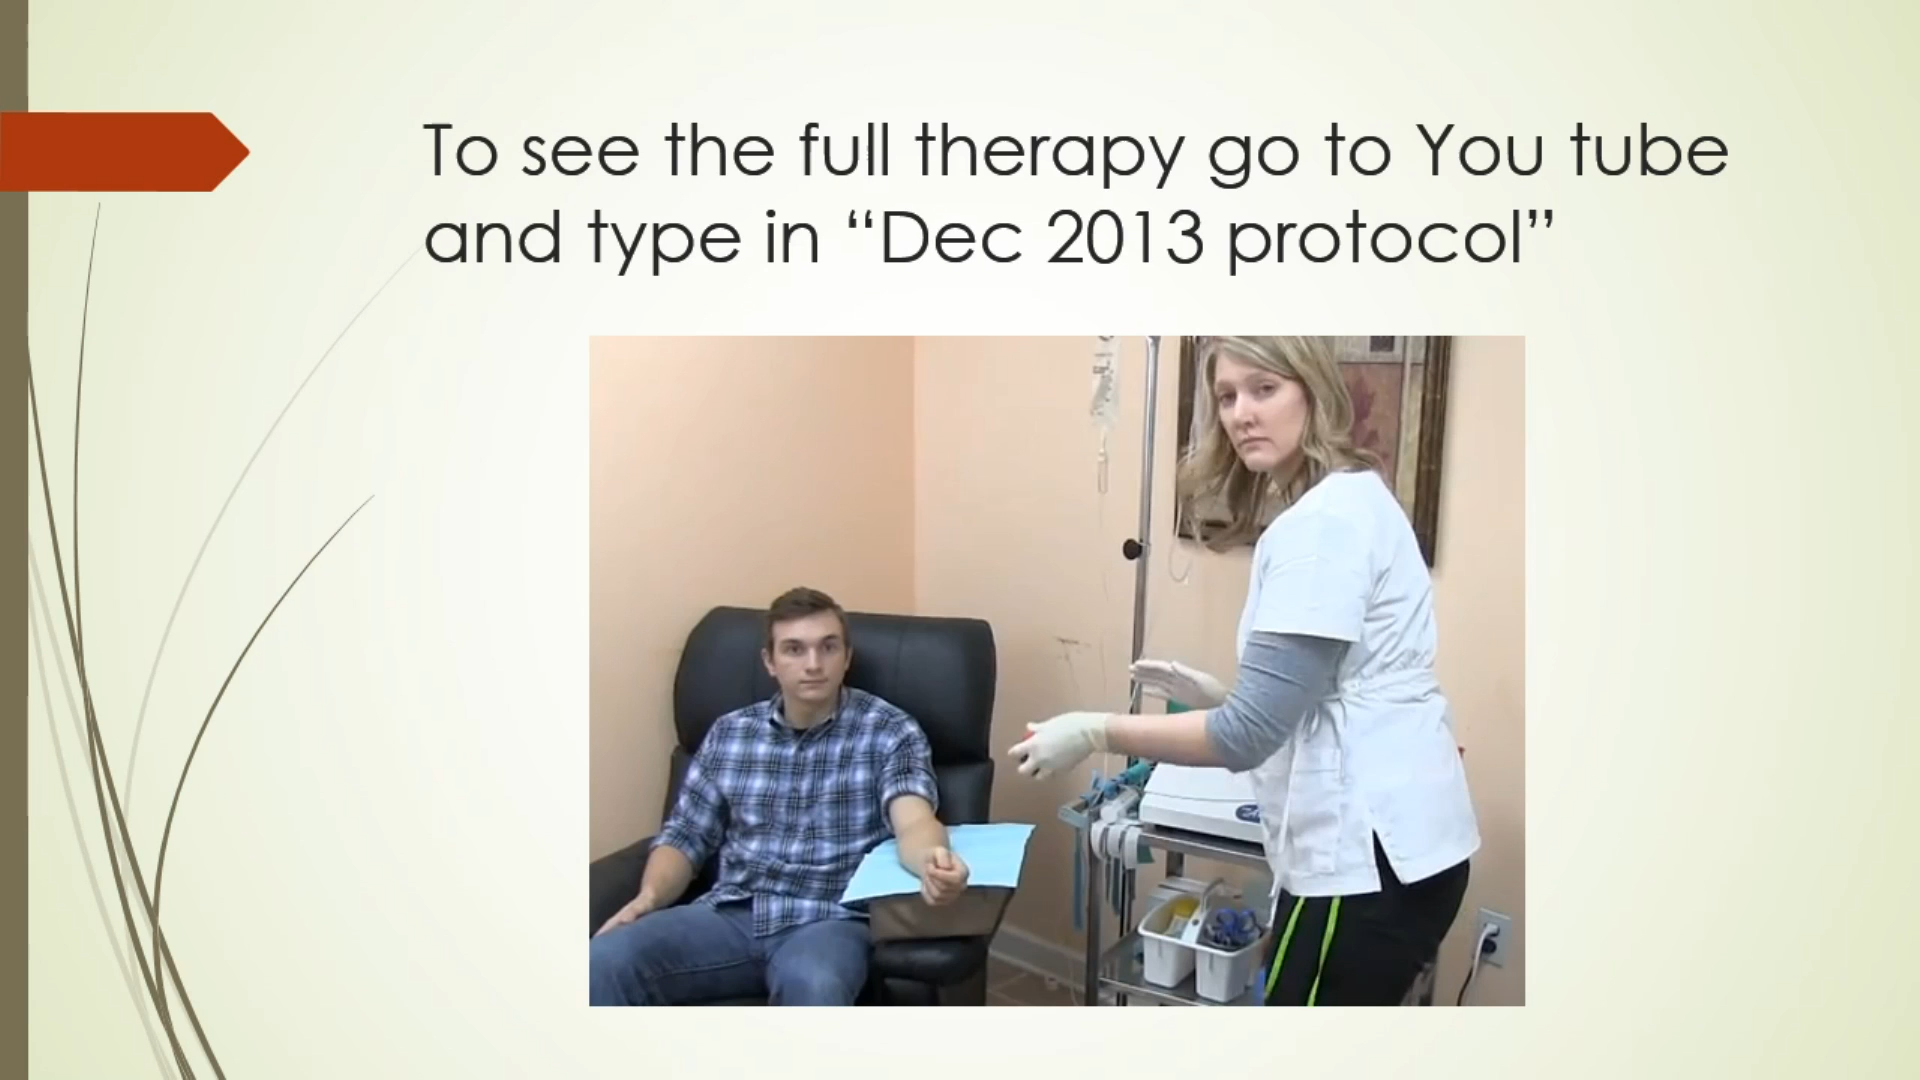 To see the full therapy go to You tube
and type in “Dec 2013 protocol”